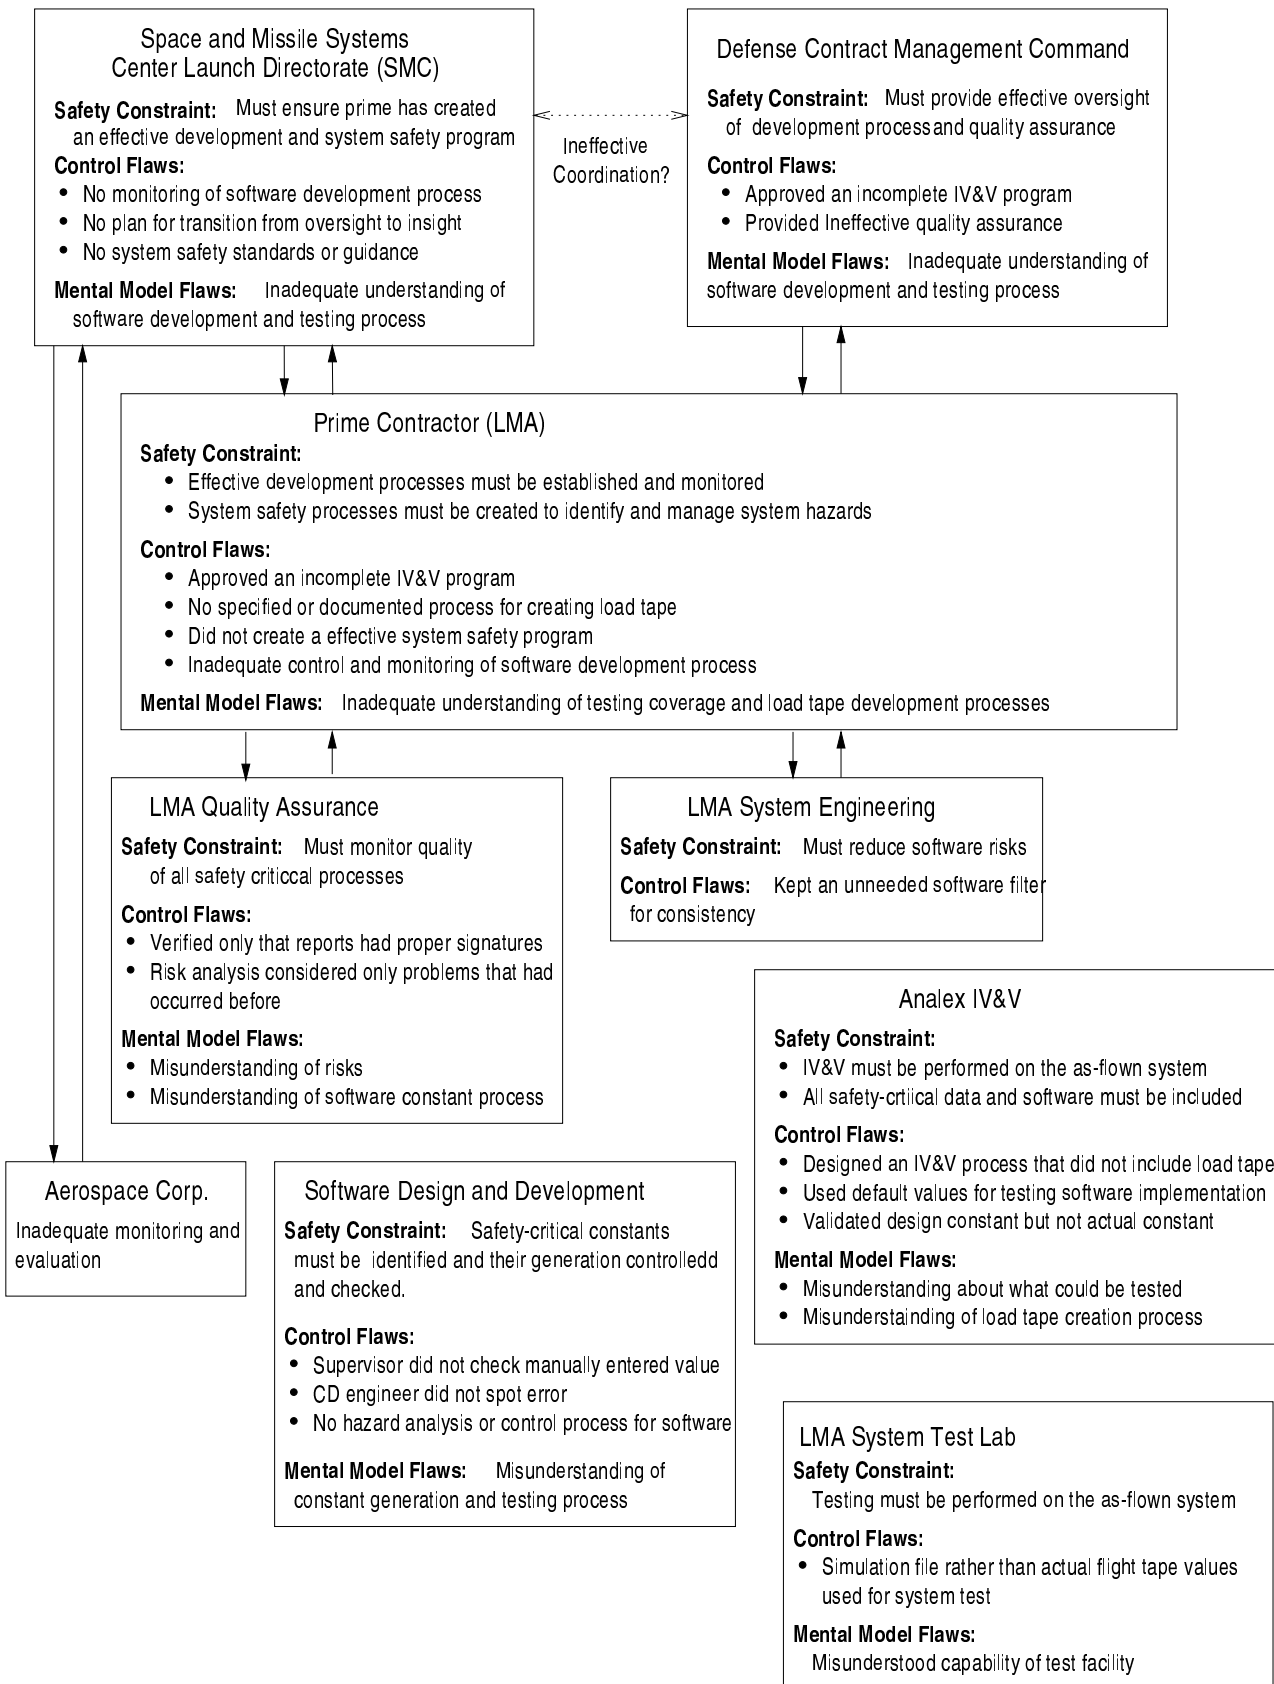 Space and Missile Systems
Center Launch Directorate (SMC)
Safety Constraint: Must ensure prime has created
an effective development and system safety program
Control Flaws:
• No monitoring of software development process
• No plan for transition from oversight to insight
• No system safety standards or guidance
Mental Model Flaws: Inadequate understanding of
software development and testing process
Ineffective
Coordination?
Defense Contract Management Command
Safety Constraint: Must provide effective oversight
of development process and quality assurance
Control Flaws:
• Approved an incomplete IV&V program
• Provided Ineffective quality assurance
Mental Model Flaws: Inadequate understanding of
software development and testing process
Prime Contractor (LMA)
Safety Constraint:
• Effective development processes must be established and monitored
• System safety processes must be created to identify and manage system hazards
Control Flaws:
• Approved an incomplete IV&V program
• No specified or documented process for creating load tape
• Did not create a effective system safety program
• Inadequate control and monitoring of software development process
Mental Model Flaws: Inadequate understanding of testing coverage and load tape development processes
LMA Quality Assurance
Safety Constraint: Must monitor quality
of all safety criticcal processes
Control Flaws:
• Verified only that reports had proper signatures
• Risk analysis considered only problems that had
occurred before
Mental Model Flaws:
• Misunderstanding of risks
• Misunderstanding of software constant process
LMA System Engineering
Safety Constraint: Must reduce software risks
Control Flaws: Kept an unneeded software filter
for consistency
Analex IV&V
Safety Constraint:
• IV&V must be performed on the as-flown system
• All safety-crtiical data and software must be included
Control Flaws:
• Designed an IV&V process that did not include load tape
• Used default values for testing software implementation
• Validated design constant but not actual constant
Mental Model Flaws:
• Misunderstanding about what could be tested
• Misunderstainding of load tape creation process
Aerospace Corp.
Inadequate monitoring and
evaluation
Software Design and Development
Safety Constraint: Safety-critical constants
must be identified and their generation controlledd
and checked.
Control Flaws:
• Supervisor did not check manually entered value
• CD engineer did not spot error
• No hazard analysis or control process for software
Mental Model Flaws: Misunderstanding of
constant generation and testing process
LMA System Test Lab
Safety Constraint:
Testing must be performed on the as-flown system
Control Flaws:
• Simulation file rather than actual flight tape values
used for system test
Mental Model Flaws:
Misunderstood capability of test facility